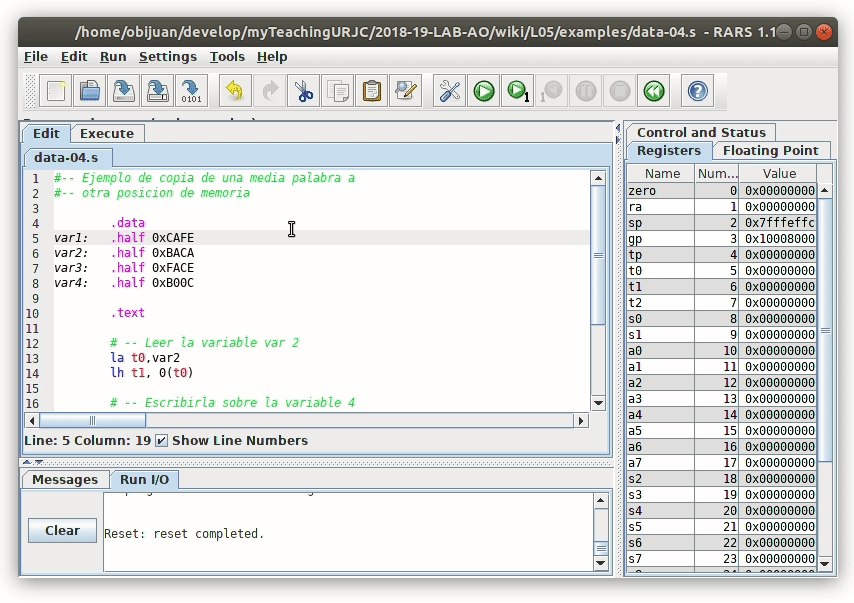 /home/obijuan/develop/myTeachingURJC/2018-19-LAB-AO/wiki/L05/examples/data-04.s - RARS 1.1
File Edit Run Settings Tools Help
0101
1
1
Edit Execute
data-04.s
1 #-- Ejemplo de copia de una media palabra a
2 #-- otra posicion de memoria
3
4 .data
5 var1: .half 0xCAFE
6 var2: .half 0xBACA
7 var3: .half 0xFACE
8 var4: .half 0xB00C
9
10 .text
11
12 # -- Leer la variable var 2
13 la t0,var2
14 lh t1, 0(t0)
15
16 # -- Escribirla sobre la variable 4
Line: 5 Column: 19 Show Line Numbers
Messages Run I/O
Clear
Reset: reset completed.
Control and Status
Registers Floating Point
Name Num... Value
zero 0 0x00000000
ra 1 0x00000000
sp 2 0x7fffeffc
gp 3 0x10008000
tp 4 0x00000000
t0 5 0x00000000
t1 6 0x00000000
t2 7 0x00000000
s0 8 0x00000000
s1 9 0x00000000
a0 10 0x00000000
a1 11 0x00000000
a2 12 0x00000000
a3 13 0x00000000
a4 14 0x00000000
a5 15 0x00000000
a6 16 0x00000000
a7 17 0x00000000
s2 18 0x00000000
s3 19 0x00000000
s4 20 0x00000000
s5 21 0x00000000
s6 22 0x00000000
s7 23 0x00000000